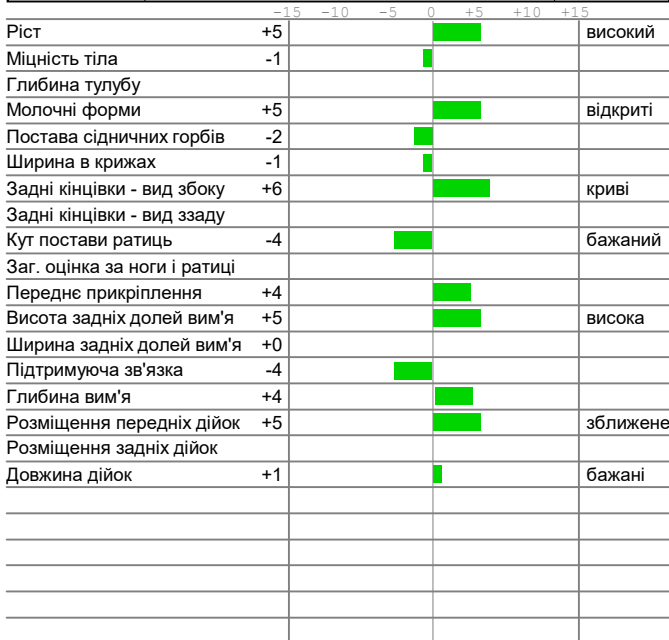 -15 -10 -5 0 +5 +10 +15
Ріст +5 високий
Міцність тіла -1
Глибина тулубу
Молочні форми +5 відкриті
Постава сідничних горбів -2
Ширина в крижах -1
Задні кінцівки - вид збоку +6 криві
Задні кінцівки - вид ззаду
Кут постави ратиць -4 бажаний
Заг. оцінка за ноги і ратиці
Переднє прикріплення +4
Висота задніх долей вим'я +5 висока
Ширина задніх долей вим'я +0
Підтримуюча зв'язка -4
Глибина вим'я +4
Розміщення передніх дійок +5 зближене
Розміщення задніх дійок
Довжина дійок +1 бажані